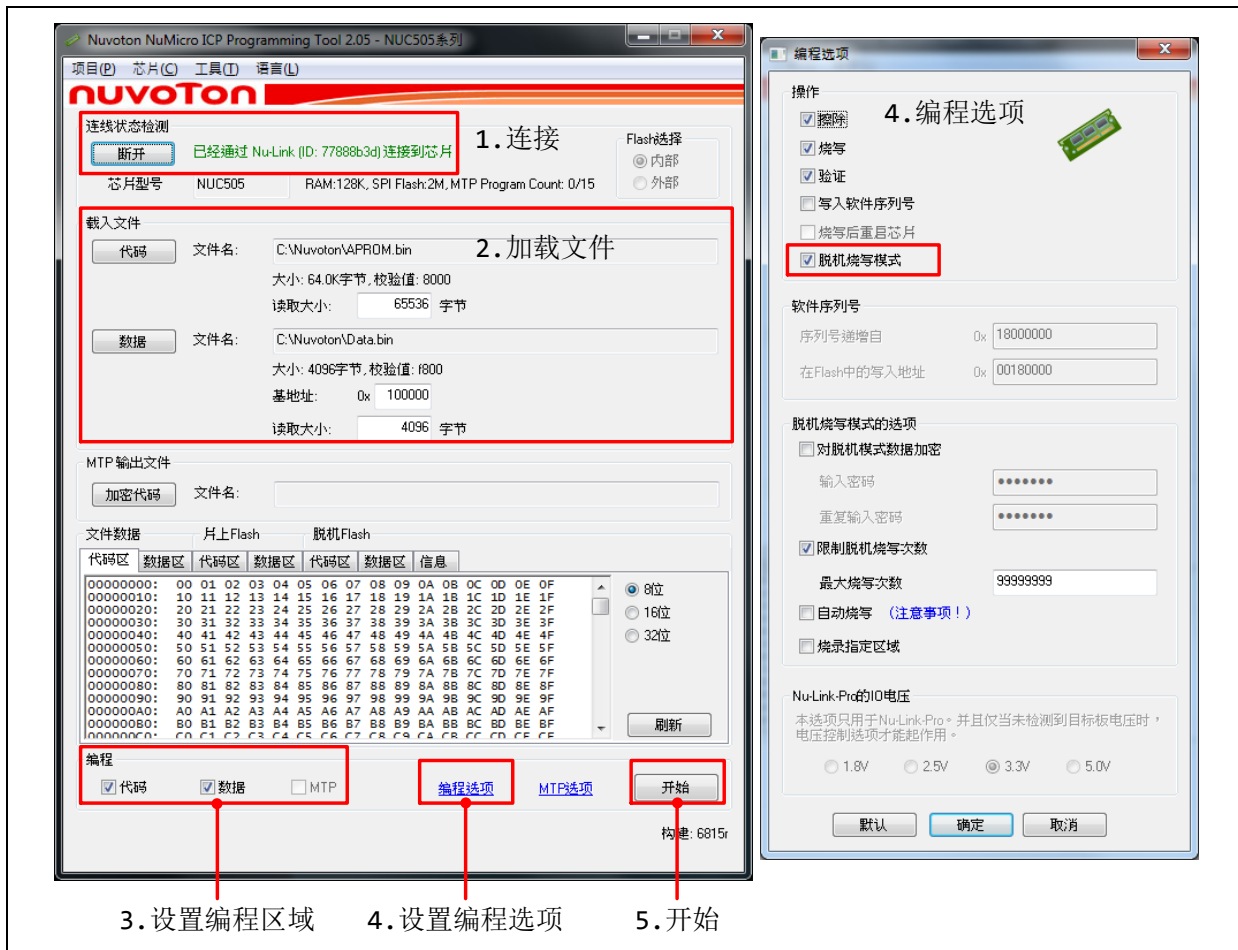 Nuvoton NuMicro ICP Programming Tool 2.05 - NUC505系列
项目(P) 芯片(C) 工具(T) 语言(L)
nuvoTon
连线状态检测
断开 已经通过 Nu-Link (ID: 77888b3d) 连接到芯片
1.连接
Flash选择
内部
外部
芯片型号 NUC505 RAM:128K, SPI Flash:2M, MTP Program Count: 0/15
载入文件
2.加载文件
代码 文件名: C:\Nuvoton\APROM.bin
大小: 64.0K字节,校验值: 8000
读取大小: 65536 字节
数据 文件名: C:\Nuvoton\Data.bin
大小: 4096字节,校验值: f800
基地址: 0x 100000
读取大小: 4096 字节
MTP 输出文件
加密代码 文件名:
文件数据 片上Flash 脱机Flash
代码区 数据区 代码区 数据区 代码区 数据区 信息
00000000: 00 01 02 03 04 05 06 07 08 09 0A 0B 0C 0D 0E 0F
00000010: 10 11 12 13 14 15 16 17 18 19 1A 1B 1C 1D 1E 1F
00000020: 20 21 22 23 24 25 26 27 28 29 2A 2B 2C 2D 2E 2F
00000030: 30 31 32 33 34 35 36 37 38 39 3A 3B 3C 3D 3E 3F
00000040: 40 41 42 43 44 45 46 47 48 49 4A 4B 4C 4D 4E 4F
00000050: 50 51 52 53 54 55 56 57 58 59 5A 5B 5C 5D 5E 5F
00000060: 60 61 62 63 64 65 66 67 68 69 6A 6B 6C 6D 6E 6F
00000070: 70 71 72 73 74 75 76 77 78 79 7A 7B 7C 7D 7E 7F
00000080: 80 81 82 83 84 85 86 87 88 89 8A 8B 8C 8D 8E 8F
00000090: 90 91 92 93 94 95 96 97 98 99 9A 9B 9C 9D 9E 9F
000000A0: A0 A1 A2 A3 A4 A5 A6 A7 A8 A9 AA AB AC AD AE AF
000000B0: B0 B1 B2 B3 B4 B5 B6 B7 B8 B9 BA BB BC BD BE BF
000000C0: C0 C1 C2 C3 C4 C5 C6 C7 C8 C9 CA CB CC CD CE CF
8位
16位
32位
刷新
编程
代码 数据 MTP 编程选项 MTP选项 开始
构建: 6815r
3.设置编程区域 4.设置编程选项 5.开始
编程选项
操作
4.编程选项
擦除
烧写
验证
写入软件序列号
烧写后重启芯片
脱机烧写模式
软件序列号
序列号递增自 0x 18000000
在Flash中的写入地址 0x 00180000
脱机烧写模式的选项
对脱机模式数据加密
输入密码 •••••••
重复输入密码 •••••••
限制脱机烧写次数
最大烧写次数 99999999
自动烧写 (注意事项!)
烧录指定区域
Nu-Link-Pro的IO电压
本选项只用于Nu-Link-Pro。并且仅当未检测到目标板电压时,
电压控制选项才能起作用。
1.8V 2.5V 3.3V 5.0V
默认 确定 取消